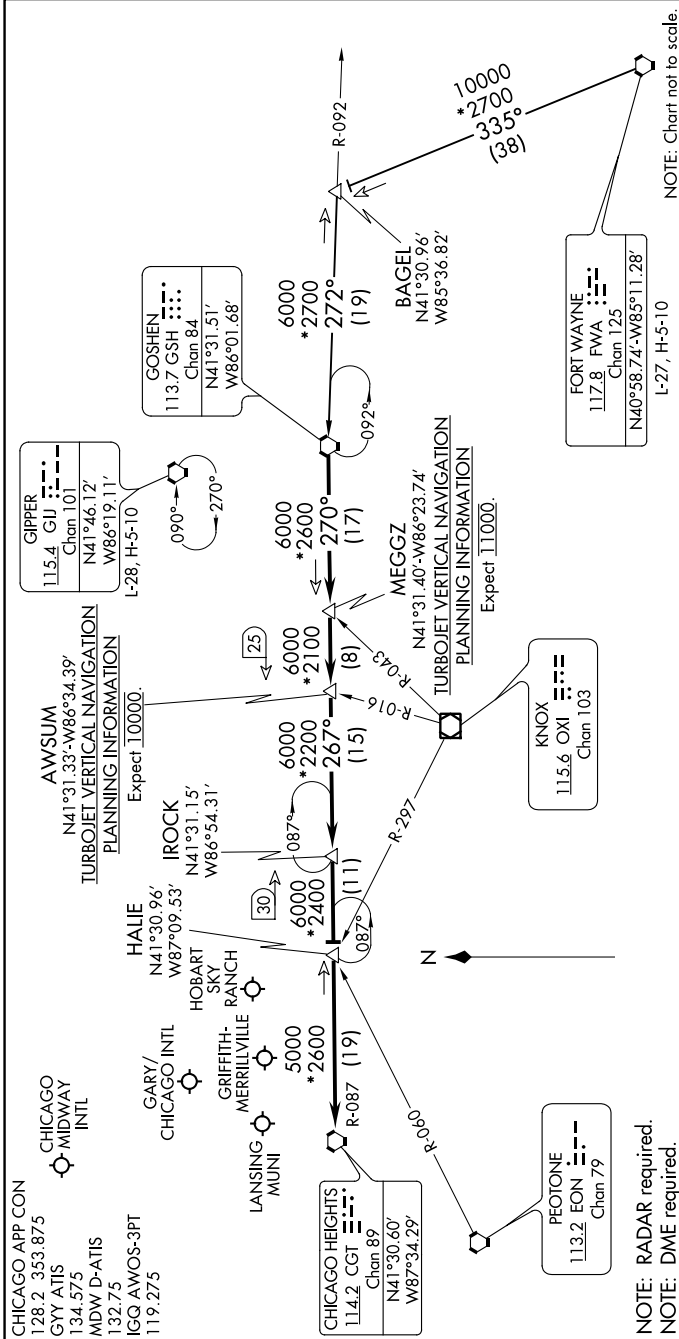 CHICAGO APP CON
128.2 353.875
GYY ATIS
134.575
MDW D-ATIS
132.75
IGQ AWOS-3PT
119.275
CHICAGO
MIDWAY
INTL
GARY/
CHICAGO INTL
GRIFFITH-
MERRILLVILLE
LANSING
MUNI
HOBART
SKY
RANCH
HALIE
N41°30.96'
W87°09.53'
IROCK
N41°31.15'
W86°54.31'
AWSUM
N41°31.33'-W86°34.39'
TURBOJET VERTICAL NAVIGATION
PLANNING INFORMATION
Expect 10000.
GIPPER
115.4 GIJ
Chan 101
N41°46.12'
W86°19.11'
L-28, H-5-10
090°
270°
GOSHEN
113.7 GSH
Chan 84
N41°31.51'
W86°01.68'
R-092
5000
*2600
(19)
R-087
30
6000
*2400
(11)
087°
087°
6000
*2200
267°
(15)
25
6000
*2100
(8)
6000
*2600
270°
(17)
092°
6000
*2700
272°
(19)
BAGEL
N41°30.96'
W85°36.82'
10000
*2700
335°
(38)
MEGGZ
N41°31.40'-W86°23.74'
TURBOJET VERTICAL NAVIGATION
PLANNING INFORMATION
Expect 11000.
R-043
R-016
R-297
R-060
N
CHICAGO HEIGHTS
114.2 CGT
Chan 89
N41°30.60'
W87°34.29'
PEOTONE
113.2 EON
Chan 79
KNOX
115.6 OXI
Chan 103
FORT WAYNE
117.8 FWA
Chan 125
N40°58.74'-W85°11.28'
L-27, H-5-10
NOTE: RADAR required.
NOTE: DME required.
NOTE: Chart not to scale.